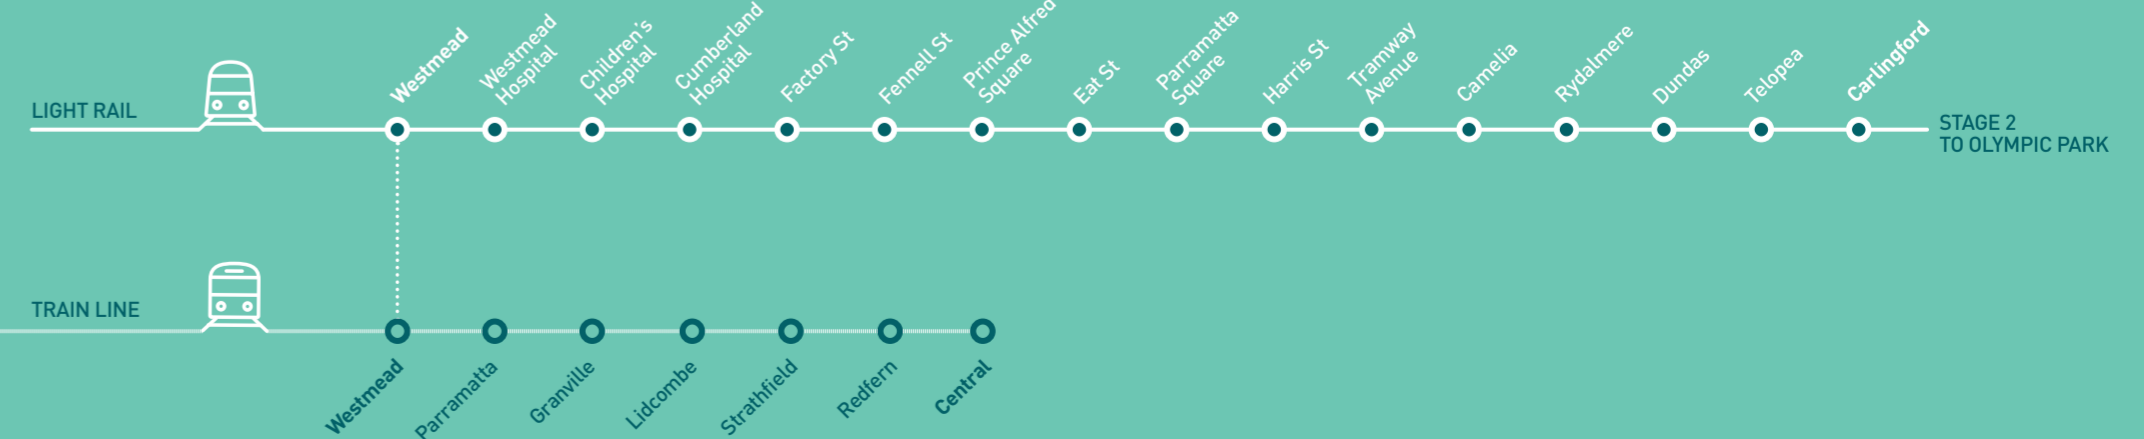 LIGHT RAIL
Westmead
Westmead
Hospital
Children's
Hospital
Cumberland
Hospital
Factory St
Fennell St
Prince Alfred
Square
Eat St
Parramatta
Square
Harris St
Tramway
Avenue
Camelia
Rydalmere
Dundas
Telopea
Carlingford
STAGE 2
TO OLYMPIC PARK
TRAIN LINE
Westmead
Parramatta
Granville
Lidcombe
Strathfield
Redfern
Central